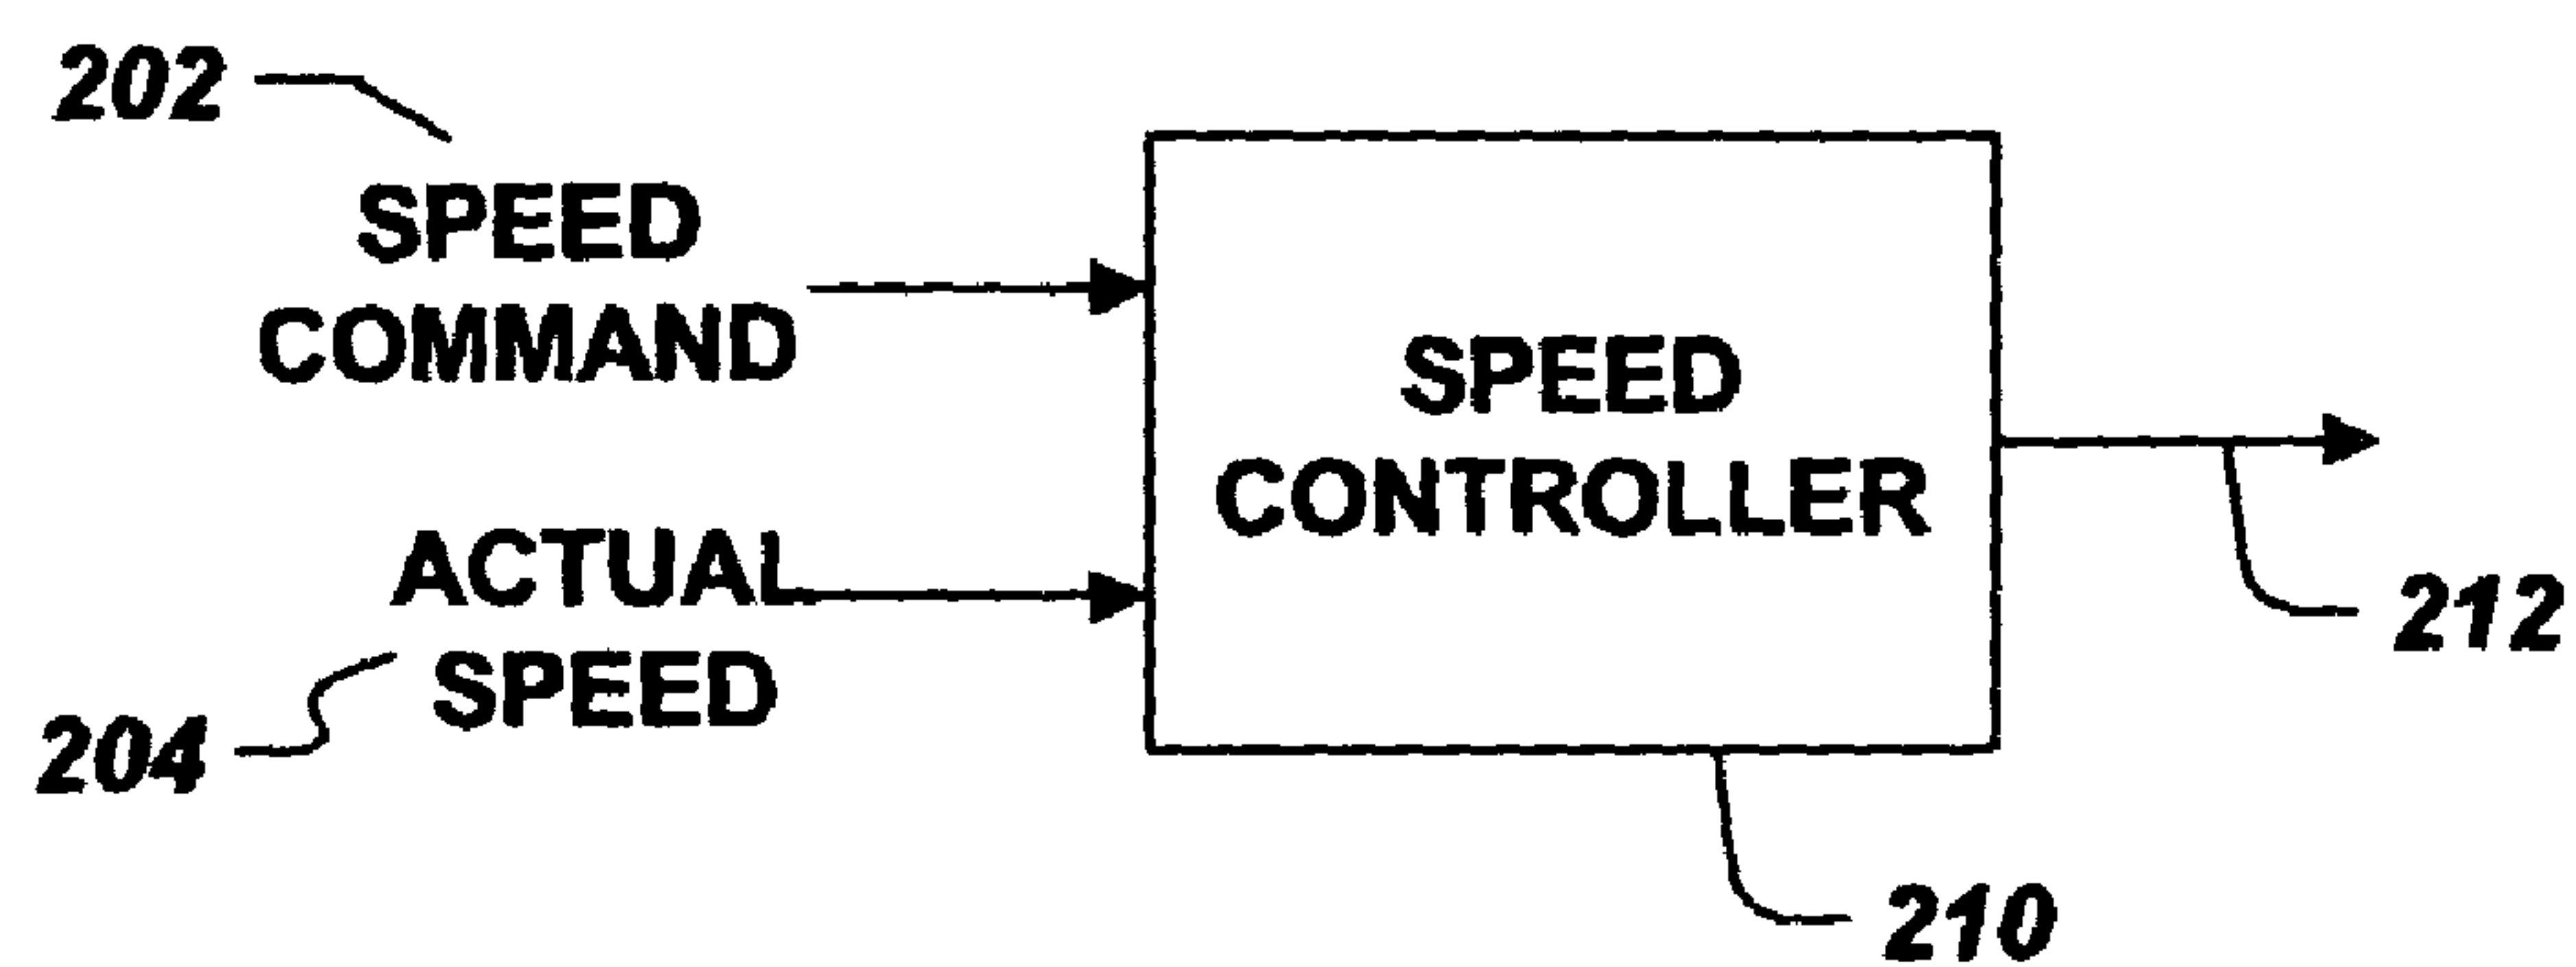 202
SPEED
COMMAND
ACTUAL
SPEED
204
SPEED
CONTROLLER
212
210